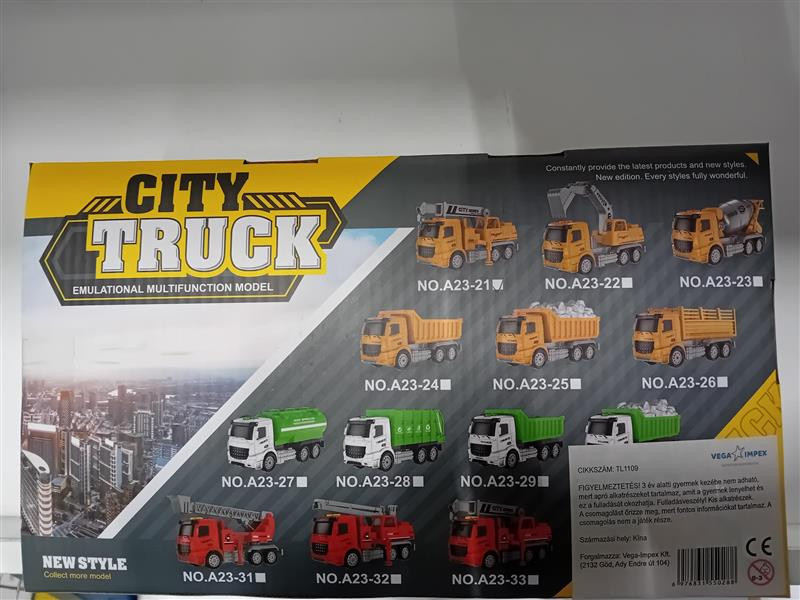 CITY
TRUCK
EMULATIONAL MULTIFUNCTION MODEL
Constantly provide the latest products and new styles.
New edition. Every styles fully wonderful.
NO.A23-21
NO.A23-22
NO.A23-23
NO.A23-24
NO.A23-25
NO.A23-26
NO.A23-27
NO.A23-28
NO.A23-29
NO.A23-31
NO.A23-32
NO.A23-33
NEW STYLE
Collect more model
VEGA IMPEX
CIKKSZÁM: TL1109
FIGYELMEZTETÉS! 3 év alatti gyermek kezébe nem adható,
mert apró alkatrészeket tartalmaz, amit a gyermek lenyelhet és
ez a fulladását okozhatja. Fulladásveszély! Kis alkatrészek.
A csomagolást őrizze meg, mert fontos információkat tartalmaz. A
csomagolás nem a játék része.
Származási hely: Kína
Forgalmazza: Vega-Impex Kft.
(2132 Göd, Ady Endre út 104)
CE
0-3
6 976831 550288